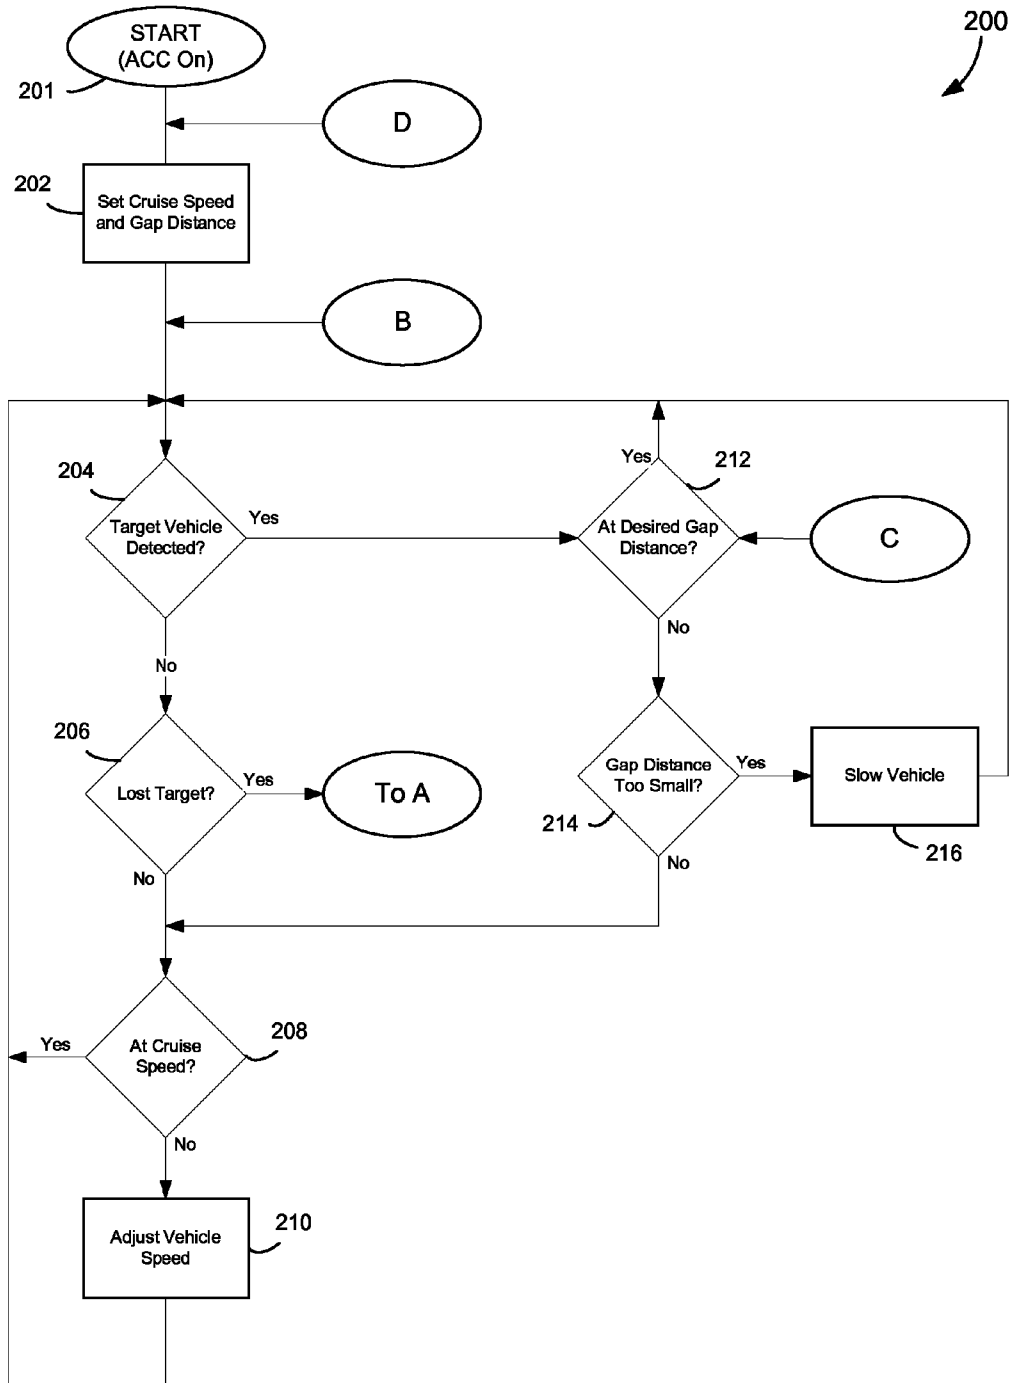 200
START
(ACC On)
201
D
202
Set Cruise Speed
and Gap Distance
B
204
Target Vehicle
Detected?
Yes
No
212
Yes
At Desired Gap
Distance?
C
No
206
Lost Target?
Yes
To A
No
Gap Distance
Too Small?
Yes
214
No
Slow Vehicle
216
At Cruise
Speed?
208
Yes
No
Adjust Vehicle
Speed
210